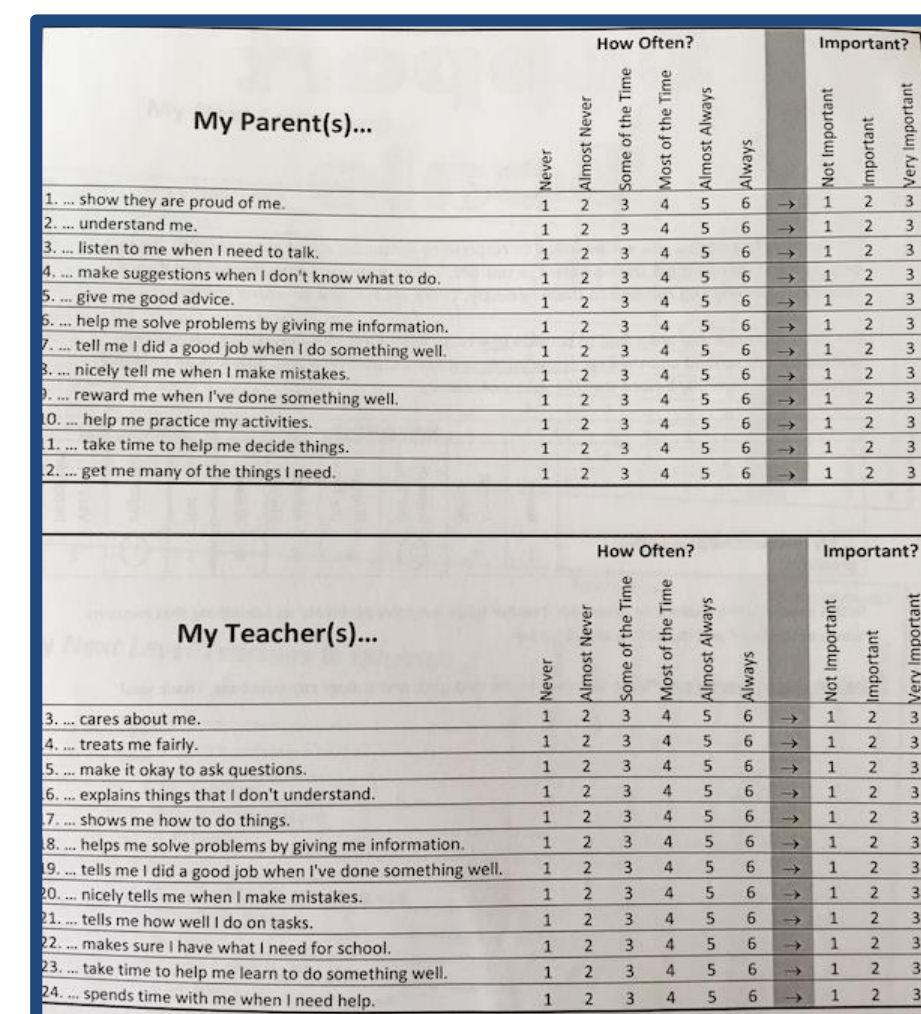 How Often? Important?
My Parent(s)...
Never Almost Never Some of the Time Most of the Time Almost Always Always Not Important Important Very Important
1. ... show they are proud of me. 1 2 3 4 5 6 → 1 2 3
2. ... understand me. 1 2 3 4 5 6 → 1 2 3
3. ... listen to me when I need to talk. 1 2 3 4 5 6 → 1 2 3
4. ... make suggestions when I don't know what to do. 1 2 3 4 5 6 → 1 2 3
5. ... give me good advice. 1 2 3 4 5 6 → 1 2 3
6. ... help me solve problems by giving me information. 1 2 3 4 5 6 → 1 2 3
7. ... tell me I did a good job when I do something well. 1 2 3 4 5 6 → 1 2 3
8. ... nicely tell me when I make mistakes. 1 2 3 4 5 6 → 1 2 3
9. ... reward me when I've done something well. 1 2 3 4 5 6 → 1 2 3
10. ... help me practice my activities. 1 2 3 4 5 6 → 1 2 3
11. ... take time to help me decide things. 1 2 3 4 5 6 → 1 2 3
2. ... get me many of the things I need. 1 2 3 4 5 6 → 1 2 3
How Often? Important?
My Teacher(s)...
Never Almost Never Some of the Time Most of the Time Almost Always Always Not Important Important Very Important
3. ... cares about me. 1 2 3 4 5 6 → 1 2 3
4. ... treats me fairly. 1 2 3 4 5 6 → 1 2 3
5. ... make it okay to ask questions. 1 2 3 4 5 6 → 1 2 3
6. ... explains things that I don't understand. 1 2 3 4 5 6 → 1 2 3
7. ... shows me how to do things. 1 2 3 4 5 6 → 1 2 3
8. ... helps me solve problems by giving me information. 1 2 3 4 5 6 → 1 2 3
19. ... tells me I did a good job when I've done something well. 1 2 3 4 5 6 → 1 2 3
20. ... nicely tells me when I make mistakes. 1 2 3 4 5 6 → 1 2 3
21. ... tells me how well I do on tasks. 1 2 3 4 5 6 → 1 2 3
22. ... makes sure I have what I need for school. 1 2 3 4 5 6 → 1 2 3
23. ... take time to help me learn to do something well. 1 2 3 4 5 6 → 1 2 3
24. ... spends time with me when I need help. 1 2 3 4 5 6 → 1 2 3